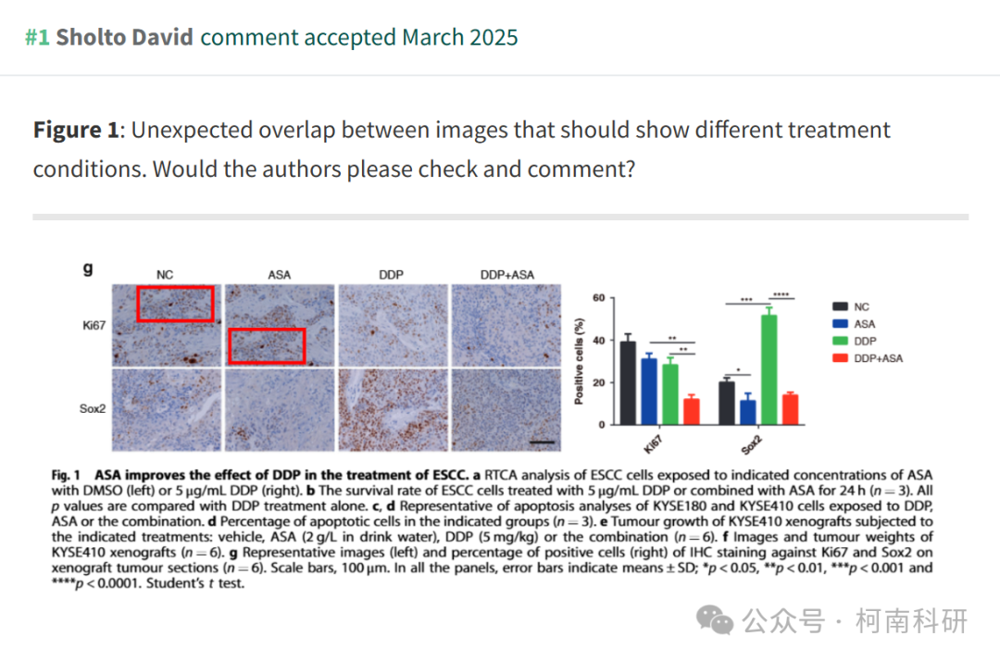 #1 Sholto David comment accepted March 2025
Figure 1: Unexpected overlap between images that should show different treatment
conditions. Would the authors please check and comment?
g
NC ASA DDP DDP+ASA
Ki67
Sox2
Positive cells (%)
60
40
20
0
** ** * *** ****
Ki67 Sox2
NC
ASA
DDP
DDP+ASA
Fig. 1 ASA improves the effect of DDP in the treatment of ESCC. a RTCA analysis of ESCC cells exposed to indicated concentrations of ASA
with DMSO (left) or 5 μg/mL DDP (right). b The survival rate of ESCC cells treated with 5 μg/mL DDP or combined with ASA for 24 h (n = 3). All
p values are compared with DDP treatment alone. c, d Representative of apoptosis analyses of KYSE180 and KYSE410 cells exposed to DDP,
ASA or the combination. d Percentage of apoptotic cells in the indicated groups (n = 3). e Tumour growth of KYSE410 xenografts subjected to
the indicated treatments: vehicle, ASA (2 g/L in drink water), DDP (5 mg/kg) or the combination (n = 6). f Images and tumour weights of
KYSE410 xenografts (n = 6). g Representative images (left) and percentage of positive cells (right) of IHC staining against Ki67 and Sox2 on
xenograft tumour sections (n = 6). Scale bars, 100 μm. In all the panels, error bars indicate means ± SD; *p < 0.05, **p < 0.01, ***p < 0.001 and
****p < 0.0001. Student's t test.
公众号 · 柯南科研